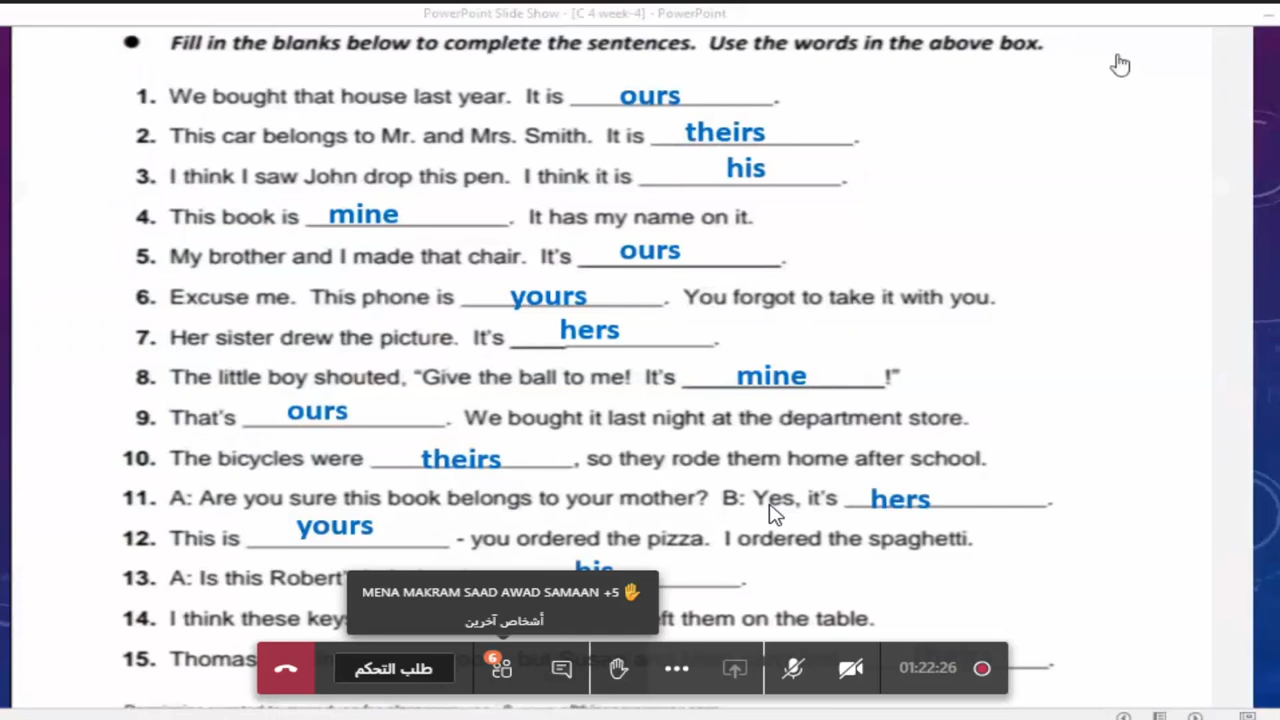 PowerPoint Slide Show - [C 4 week-4] - PowerPoint
● Fill in the blanks below to complete the sentences. Use the words in the above box.
1. We bought that house last year. It is ours.
2. This car belongs to Mr. and Mrs. Smith. It is theirs.
3. I think I saw John drop this pen. I think it is his.
4. This book is mine. It has my name on it.
5. My brother and I made that chair. It's ours.
6. Excuse me. This phone is yours. You forgot to take it with you.
7. Her sister drew the picture. It's hers.
8. The little boy shouted, “Give the ball to me! It's mine!”
9. That's ours. We bought it last night at the department store.
10. The bicycles were theirs, so they rode them home after school.
11. A: Are you sure this book belongs to your mother? B: Yes, it's hers.
12. This is yours - you ordered the pizza. I ordered the spaghetti.
13. A: Is this Robert his.
MENA MAKRAM SAAD AWAD SAMAAN +5 ✋
أشخاص آخرين
14. I think these them on the table.
15. Thomas but
6
طلب التحكم
01:22:26